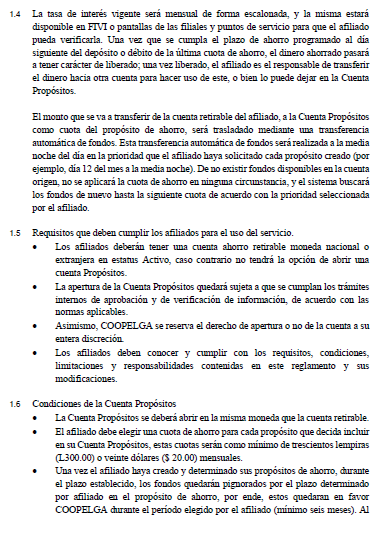 1.4 La tasa de interés vigente será mensual de forma escalonada, y la misma estará
disponible en FIVI o pantallas de las filiales y puntos de servicio para que el afiliado
pueda verificarla. Una vez que se cumpla el plazo de ahorro programado al día
siguiente del depósito o débito de la última cuota de ahorro, el dinero ahorrado pasará
a tener carácter de liberado; una vez liberado, el afiliado es el responsable de transferir
el dinero hacia otra cuenta para hacer uso de este, o bien lo puede dejar en la Cuenta
Propósitos.
El monto que se va a transferir de la cuenta retirable del afiliado, a la Cuenta Propósitos
como cuota del propósito de ahorro, será trasladado mediante una transferencia
automática de fondos. Esta transferencia automática de fondos será realizada a la media
noche del día en la prioridad que el afiliado haya solicitado cada propósito creado (por
ejemplo, día 12 del mes a la media noche). De no existir fondos disponibles en la cuenta
origen, no se aplicará la cuota de ahorro en ninguna circunstancia, y el sistema buscará
los fondos de nuevo hasta la siguiente cuota de acuerdo con la prioridad seleccionada
por el afiliado.
1.5 Requisitos que deben cumplir los afiliados para el uso del servicio.
• Los afiliados deberán tener una cuenta ahorro retirable moneda nacional o
extranjera en estatus Activo, caso contrario no tendrá la opción de abrir una
cuenta Propósitos.
• La apertura de la Cuenta Propósitos quedará sujeta a que se cumplan los trámites
internos de aprobación y de verificación de información, de acuerdo con las
normas aplicables.
• Asimismo, COOPELGA se reserva el derecho de apertura o no de la cuenta a su
entera discreción.
• Los afiliados deben conocer y cumplir con los requisitos, condiciones,
limitaciones y responsabilidades contenidas en este reglamento y sus
modificaciones.
1.6 Condiciones de la Cuenta Propósitos
• La Cuenta Propósitos se deberá abrir en la misma moneda que la cuenta retirable.
• El afiliado debe elegir una cuota de ahorro para cada propósito que decida incluir
en su Cuenta Propósitos, estas cuotas serán como mínimo de trescientos lempiras
(L300.00) o veinte dólares ($ 20.00) mensuales.
• Una vez el afiliado haya creado y determinado sus propósitos de ahorro, durante
el plazo establecido, los fondos quedarán pignorados por el plazo determinado
por afiliado en el propósito de ahorro, por ende, estos quedaran en favor
COOPELGA durante el período elegido por el afiliado (mínimo seis meses). Al